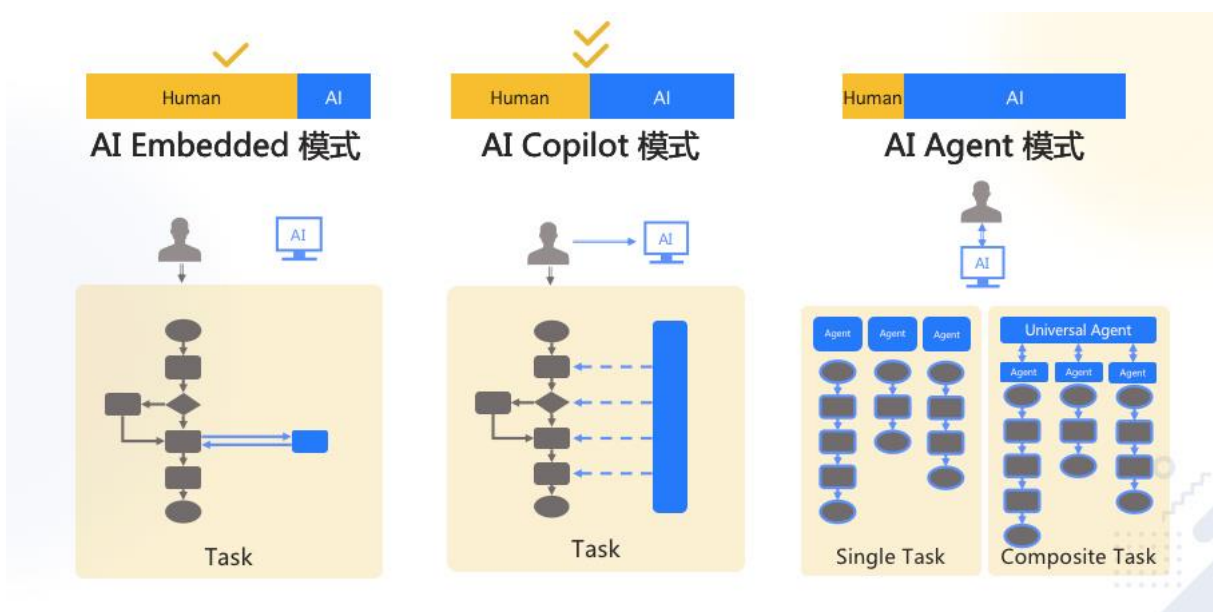 Human
AI
AI Embedded 模式
AI
Task
Human
AI
AI Copilot 模式
AI
Task
Human
AI
AI Agent 模式
AI
Agent
Agent
Agent
Single Task
Universal Agent
Agent
Agent
Agent
Composite Task